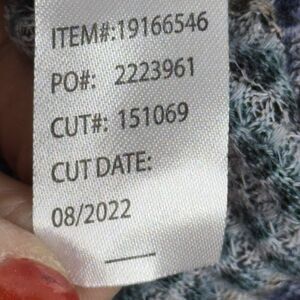 ITEM#:19166546
PO#: 2223961
CUT#: 151069
CUT DATE:
08/2022